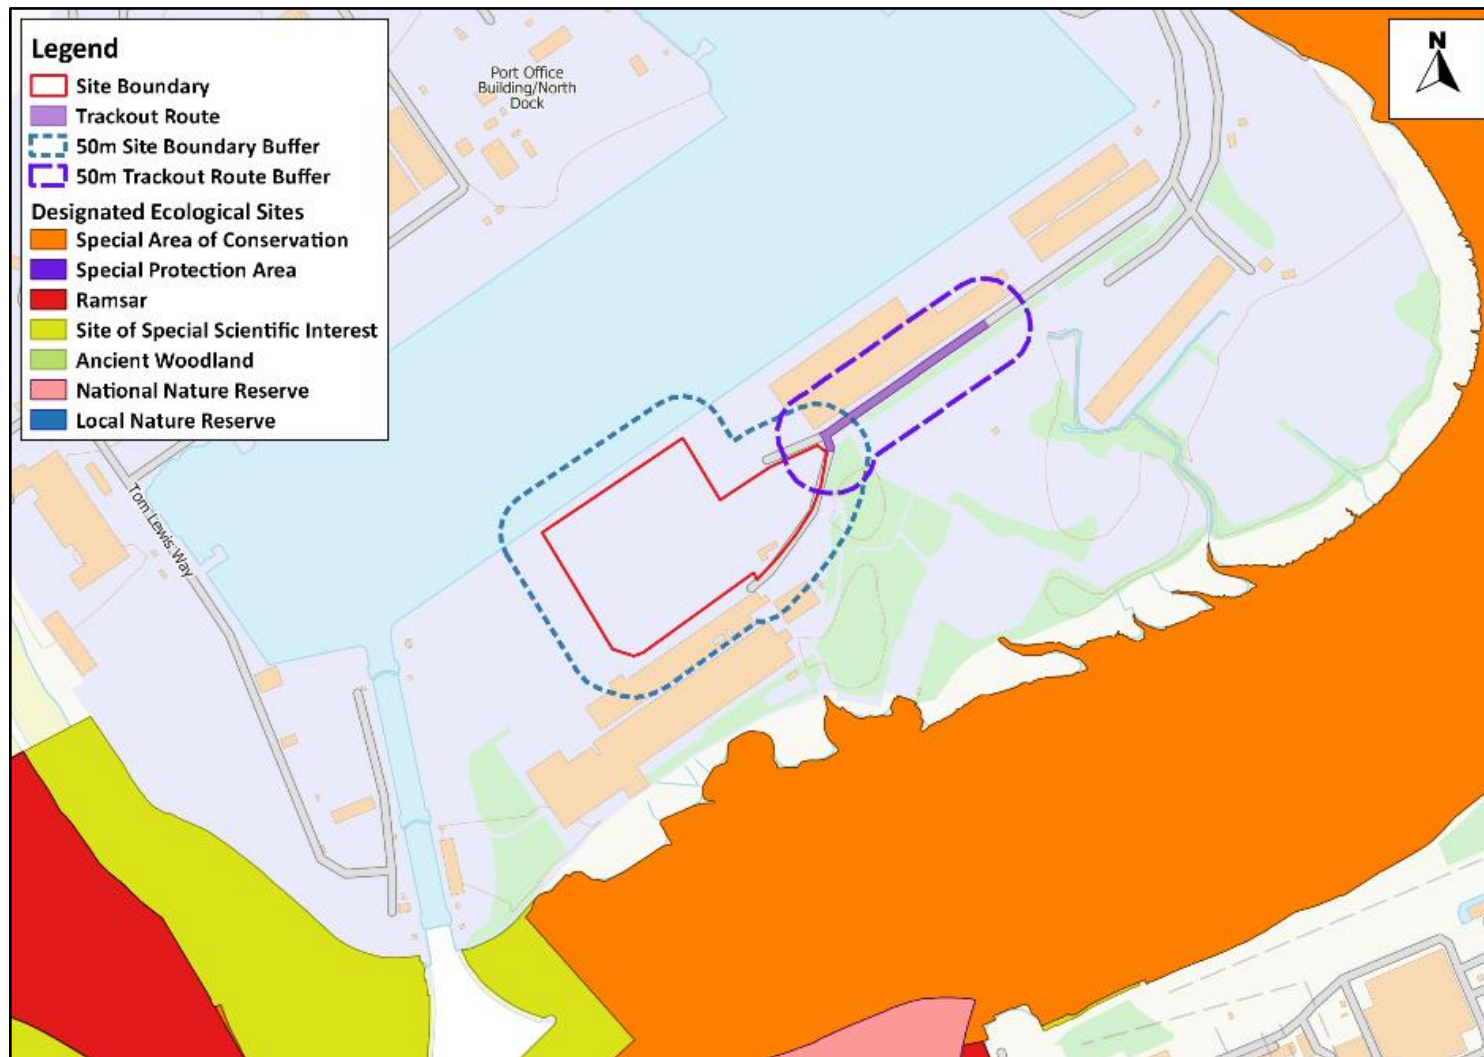 Legend
Site Boundary
Trackout Route
50m Site Boundary Buffer
50m Trackout Route Buffer
Designated Ecological Sites
Special Area of Conservation
Special Protection Area
Ramsar
Site of Special Scientific Interest
Ancient Woodland
National Nature Reserve
Local Nature Reserve
Port Office
Building/North
Dock
N
Tom Lewis Way